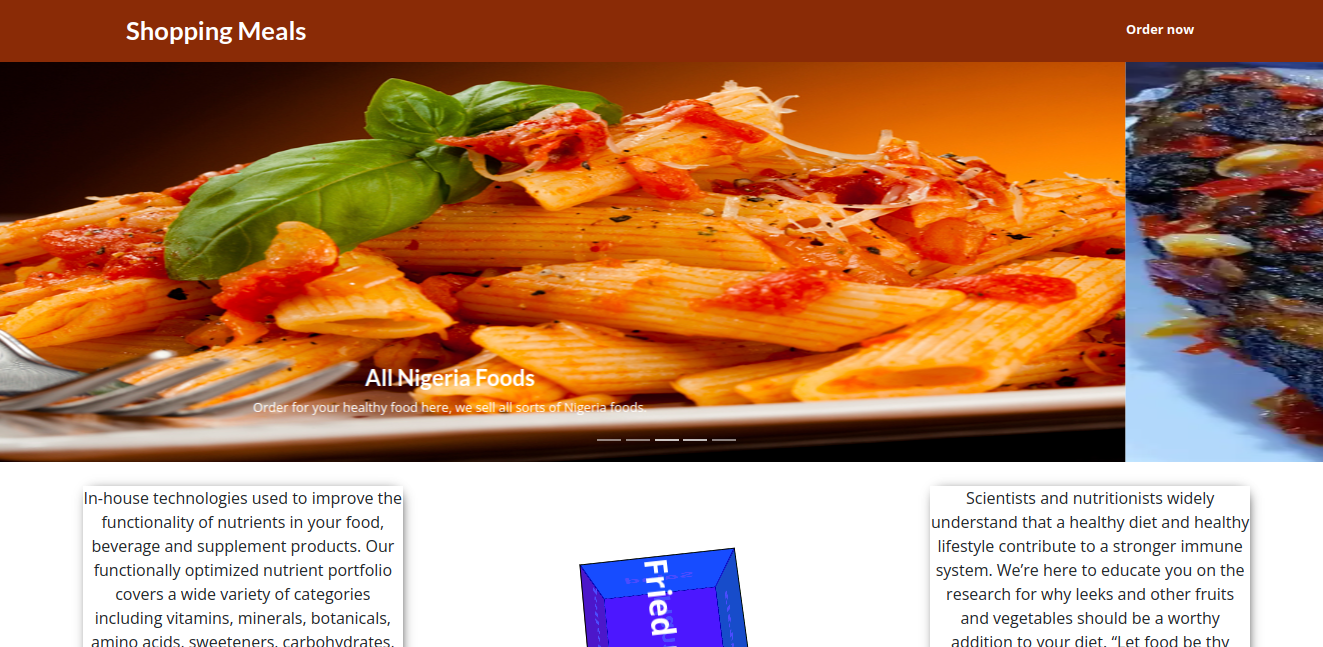 Shopping Meals
Order now
All Nigeria Foods
Order for your healthy food here, we sell all sorts of Nigeria foods.
In-house technologies used to improve the
functionality of nutrients in your food,
beverage and supplement products. Our
functionally optimized nutrient portfolio
covers a wide variety of categories
including vitamins, minerals, botanicals,
amino acids, sweeteners, carbohydrates,
Fried
Scientists and nutritionists widely
understand that a healthy diet and healthy
lifestyle contribute to a stronger immune
system. We’re here to educate you on the
research for why leeks and other fruits
and vegetables should be a worthy
addition to your diet. “Let food be thy